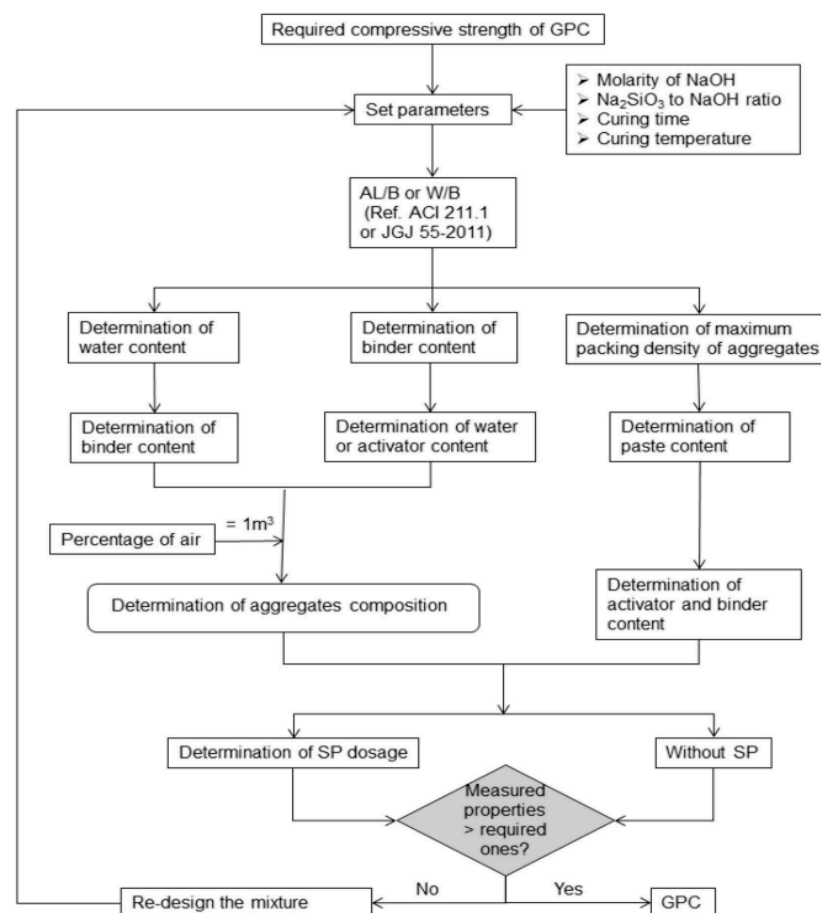 Required compressive strength of GPC
➤ Molarity of NaOH
➤ Na₂SiO₃ to NaOH ratio
➤ Curing time
➤ Curing temperature
Set parameters
AL/B or W/B
(Ref. ACI 211.1
or JGJ 55-2011)
Determination of
water content
Determination of
binder content
Determination of maximum
packing density of aggregates
Determination of
binder content
Determination of water
or activator content
Determination of
paste content
= 1m³
Percentage of air
Determination of aggregates composition
Determination of
activator and binder
content
Determination of SP dosage
Without SP
Measured
properties
> required
ones?
No
Yes
Re-design the mixture
GPC